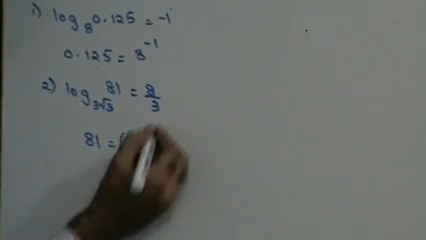 1) log₈ 0.125 = -1
0.125 = 8⁻¹
2) log₃√₃ 81 = 8/3
81 = (